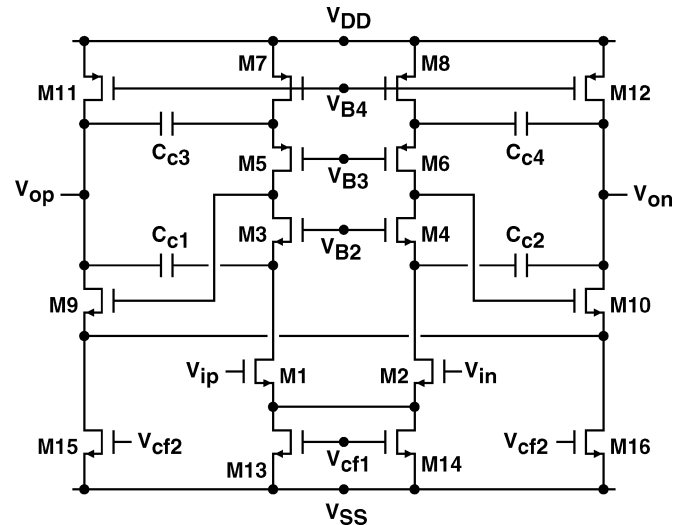 VDD
M7 M8
M11 M12
VB4
Cc3 Cc4
M5 M6
VB3
Vop Von
Cc1 M3 M4 Cc2
VB2
M9 M10
Vip M1 M2 Vin
M15 Vcf2 Vcf2 M16
Vcf1
M13 M14
VSS